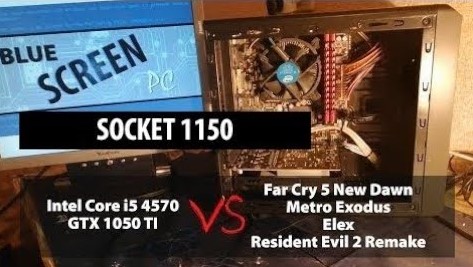 BLUE
SCREEN
PC
SOCKET 1150
Intel Core i5 4570
GTX 1050 TI
VS
Far Cry 5 New Dawn
Metro Exodus
Elex
Resident Evil 2 Remake